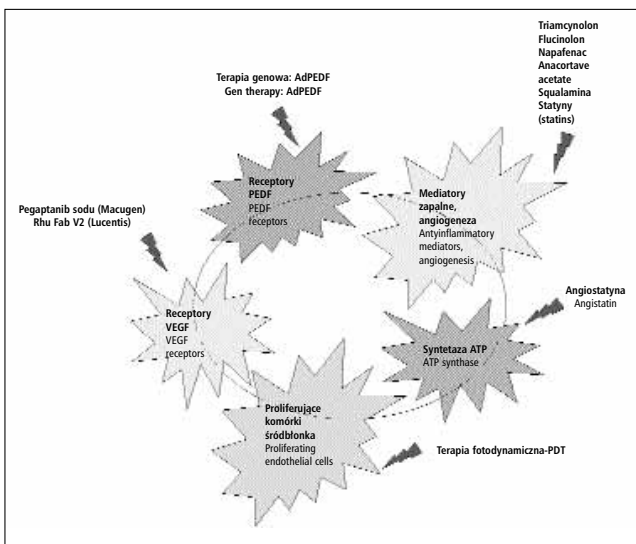 Triamcynolon
Flucinolon
Napafenac
Anacortave
acetate
Squalamina
Statyny
(statins)
Terapia genowa: AdPEDF
Gen therapy: AdPEDF
Receptory
PEDF
PEDF
receptors
Mediatory
zapalne,
angiogeneza
Antyinflammatory
mediators,
angiogenesis
Pegaptanib sodu (Macugen)
Rhu Fab V2 (Lucentis)
Angiostatyna
Angistatin
Receptory
VEGF
VEGF
receptors
Syntetaza ATP
ATP synthase
Proliferujące
komórki
śródbłonka
Proliferating
endothelial cells
Terapia fotodynamiczna-PDT